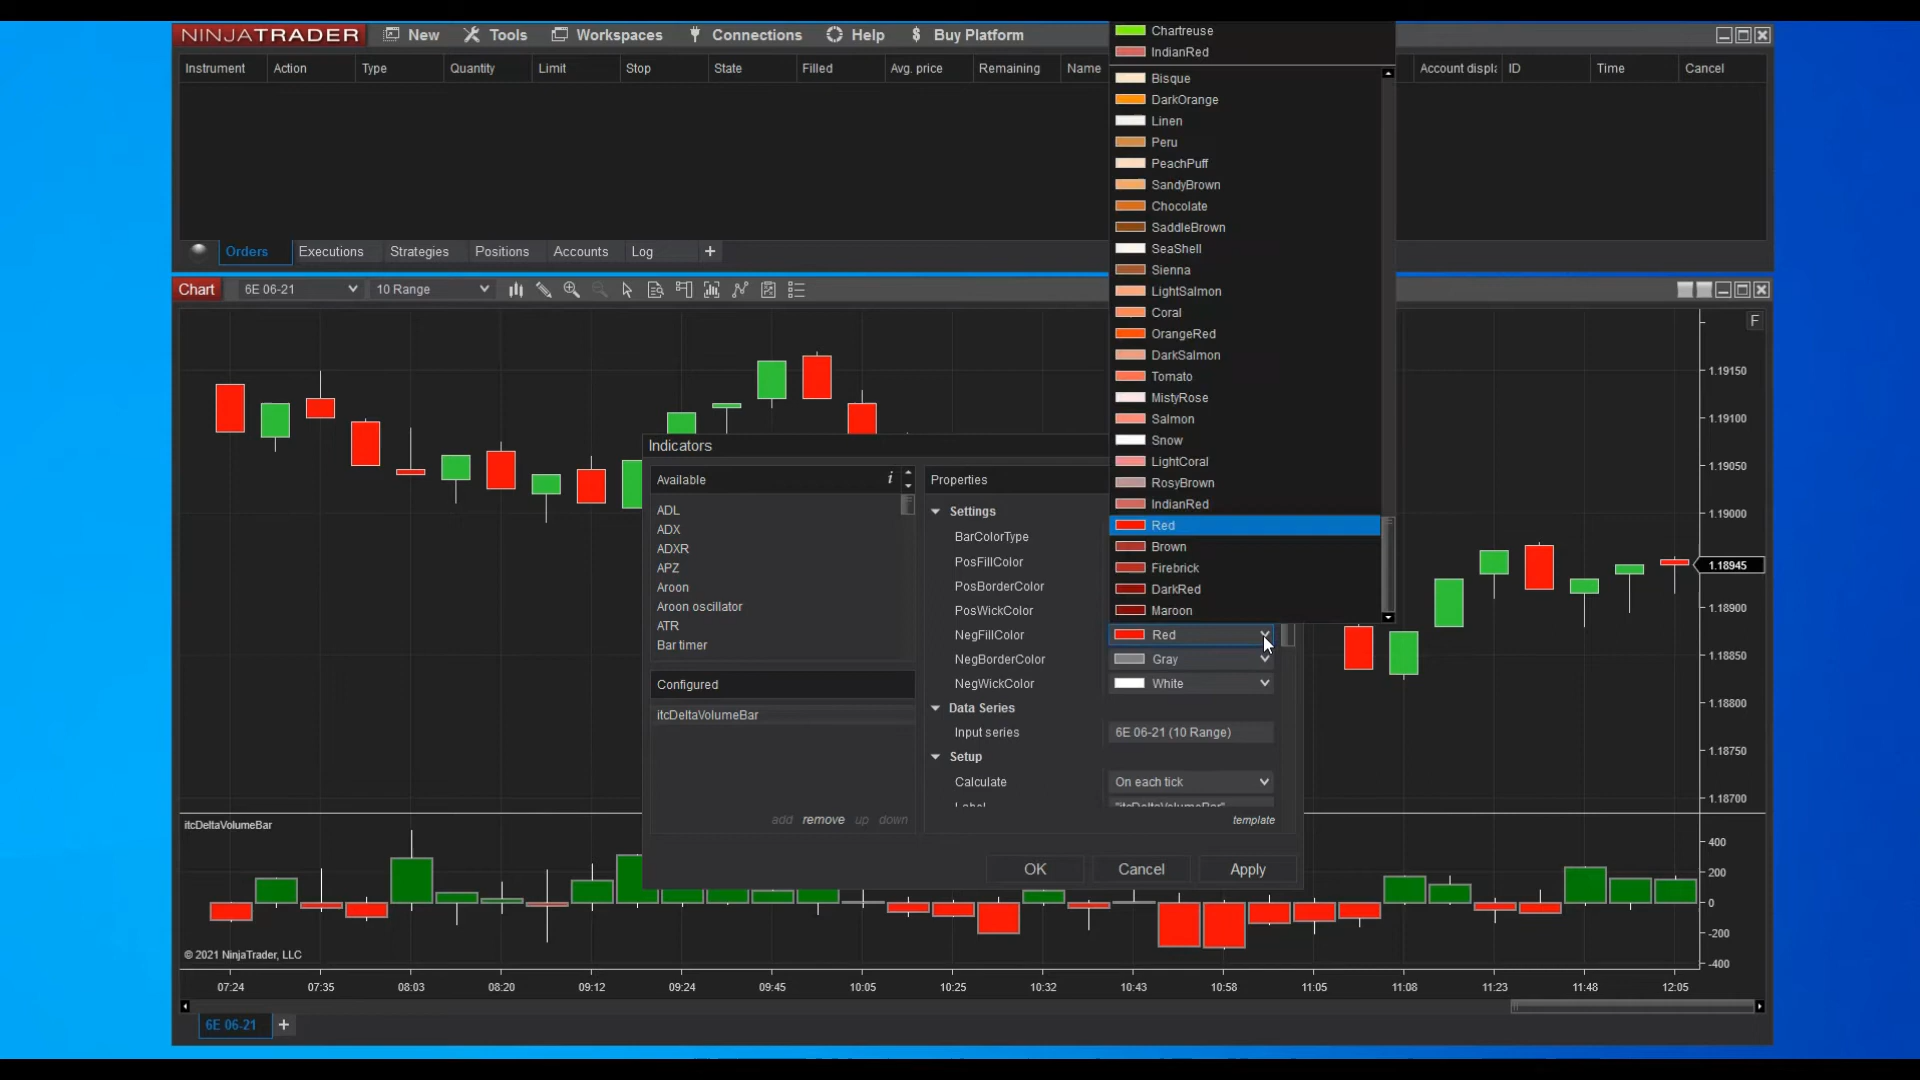 NINJATRADER New Tools Workspaces Connections Help $ Buy Platform
Instrument Action Type Quantity Limit Stop State Filled Avg. price Remaining Name Account displa ID Time Cancel
Orders Executions Strategies Positions Accounts Log +
Chart 6E 06-21 10 Range
F
Chartreuse
IndianRed
Bisque
DarkOrange
Linen
Peru
PeachPuff
SandyBrown
Chocolate
SaddleBrown
SeaShell
Sienna
LightSalmon
Coral
OrangeRed
DarkSalmon
Tomato
MistyRose
Salmon
Snow
LightCoral
RosyBrown
IndianRed
Red
Brown
Firebrick
DarkRed
Maroon
Indicators
Available i
ADL
ADX
ADXR
APZ
Aroon
Aroon oscillator
ATR
Bar timer
Configured
itcDeltaVolumeBar
add remove up down
Properties
Settings
BarColorType
PosFillColor
PosBorderColor
PosWickColor
NegFillColor Red
NegBorderColor Gray
NegWickColor White
Data Series
Input series 6E 06-21 (10 Range)
Setup
Calculate On each tick
Label "itcDeltaVolumeBar"
template
OK Cancel Apply
1.19150
1.19100
1.19050
1.19000
1.18945
1.18900
1.18850
1.18800
1.18750
1.18700
itcDeltaVolumeBar
400
200
0
-200
-400
© 2021 NinjaTrader, LLC
07:24 07:35 08:03 08:20 09:12 09:24 09:45 10:05 10:25 10:32 10:43 10:58 11:05 11:08 11:23 11:48 12:05
6E 06-21 +